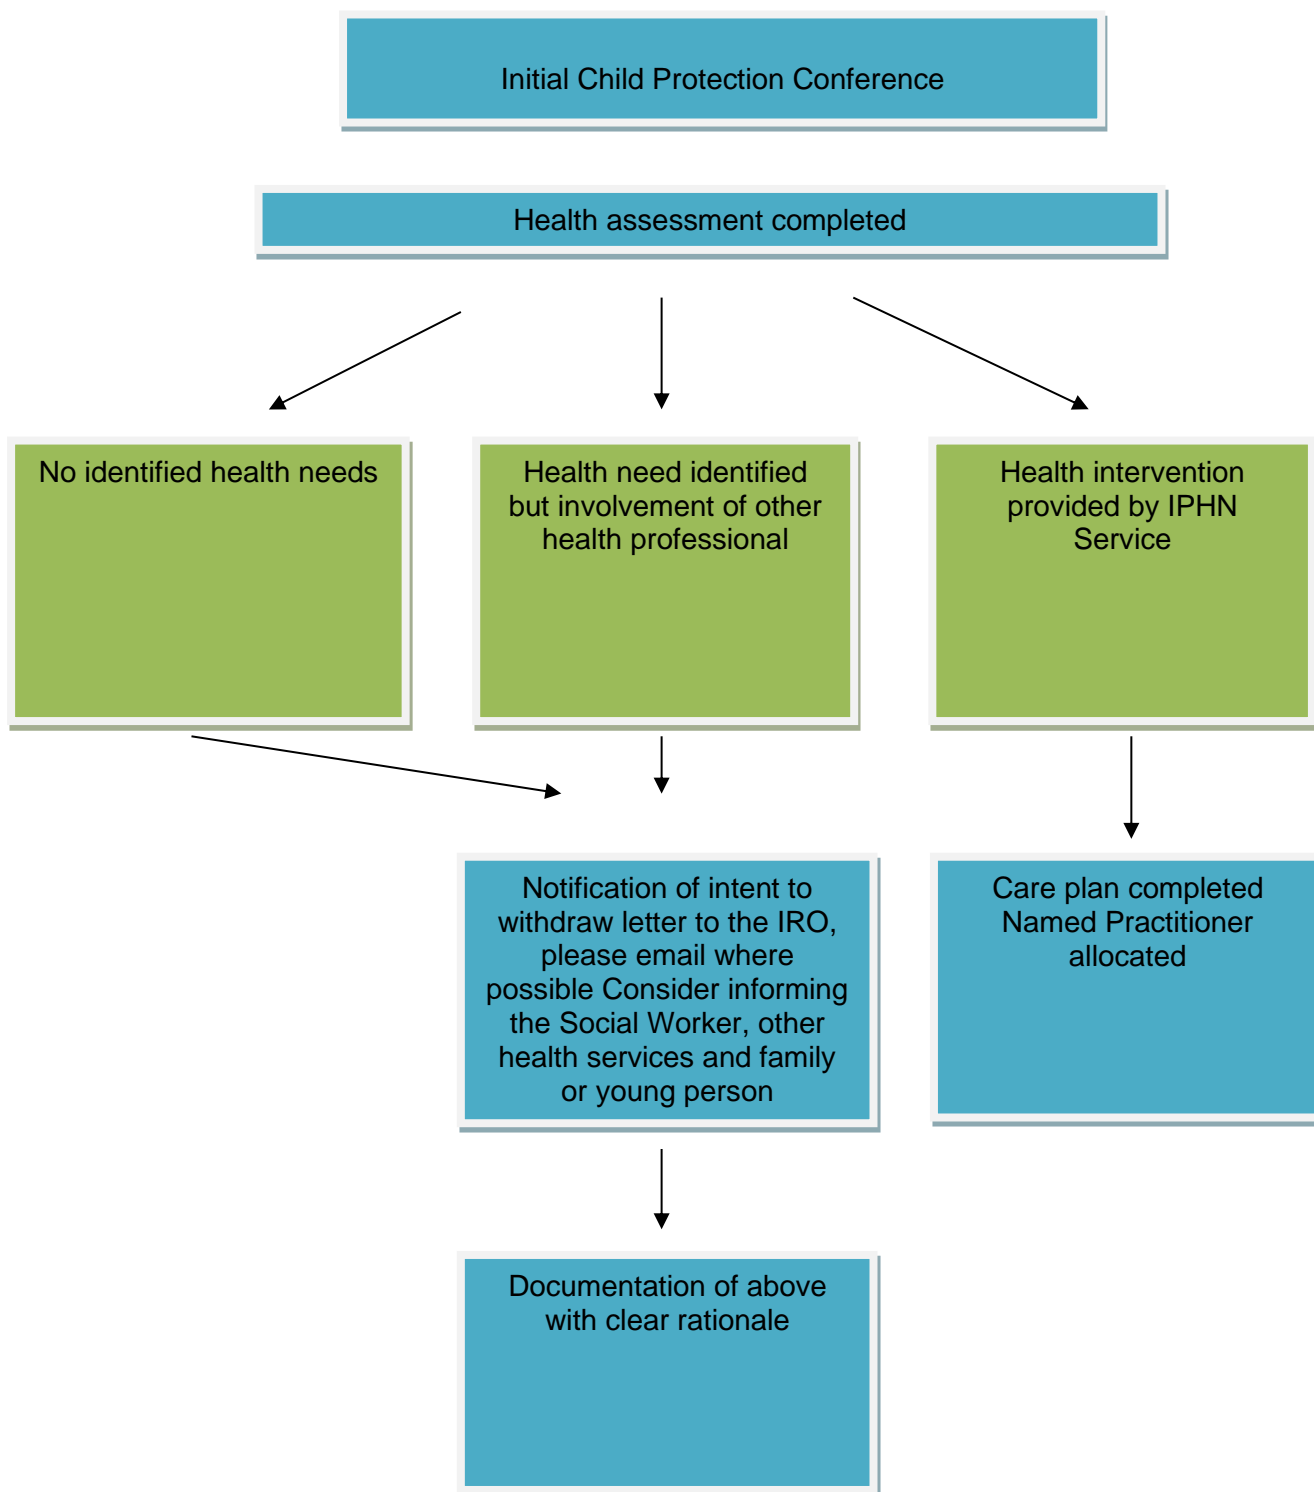 Initial Child Protection Conference
Health assessment completed
No identified health needs
Health need identified
but involvement of other
health professional
Health intervention
provided by IPHN
Service
Notification of intent to
withdraw letter to the IRO,
please email where
possible Consider informing
the Social Worker, other
health services and family
or young person
Care plan completed
Named Practitioner
allocated
Documentation of above
with clear rationale